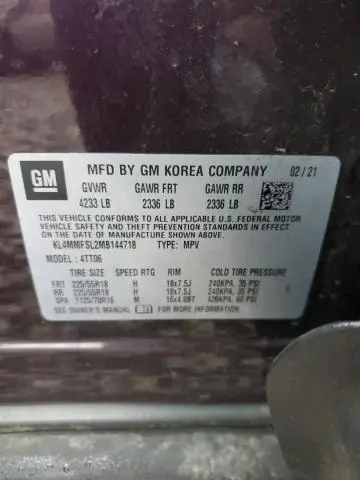 GM
MFD BY GM KOREA COMPANY 02/21
GVWR GAWR FRT GAWR RR
4233 LB 2336 LB 2336 LB
THIS VEHICLE CONFORMS TO ALL APPLICABLE U.S. FEDERAL MOTOR
VEHICLE SAFETY, BUMPER, AND THEFT PREVENTION STANDARDS IN
EFFECT ON THE DATE OF MANUFACTURE SHOWN ABOVE.
KL4MMFSL2MB144718 TYPE: MPV
MODEL: 4TT06
TIRE SIZE SPEED RTG RIM COLD TIRE PRESSURE
FRT 225/55R18 H 18x7.5J 240KPA, 35 PSI
RR 225/55R18 H 18x7.5J 240KPA, 35 PSI
SPA T125/70R16 M 16x4.0BT 420KPA, 60 PSI
SEE OWNER'S MANUAL FOR MORE INFORMATION.